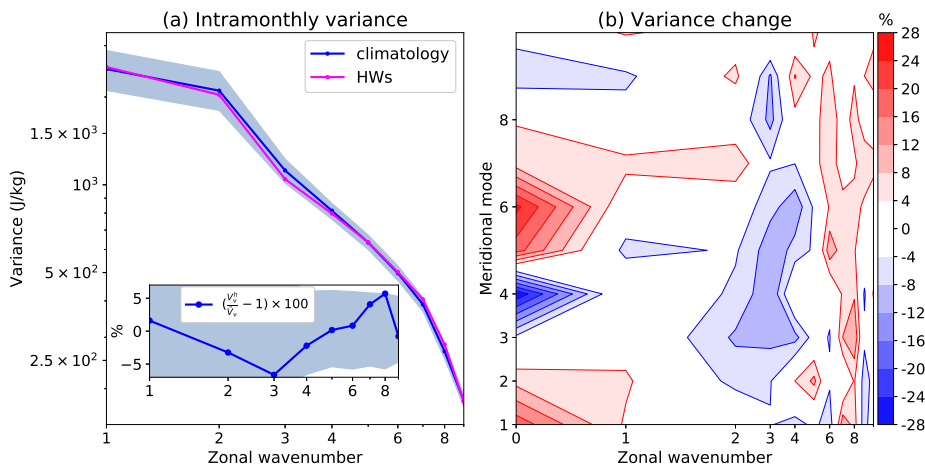 (a) Intramonthly variance
climatology
HWs
Variance (J/kg)
1.5 × 10³
10³
5 × 10²
2.5 × 10²
(V_ν^h/V_ν − 1) × 100
%
5
0
−5
1 2 3 4 6 8
1 2 3 4 6 8
Zonal wavenumber
(b) Variance change
Meridional mode
8
6
4
3
2
1
0 1 2 3 4 6 8
Zonal wavenumber
%
28
24
20
16
12
8
4
0
-4
-8
-12
-16
-20
-24
-28